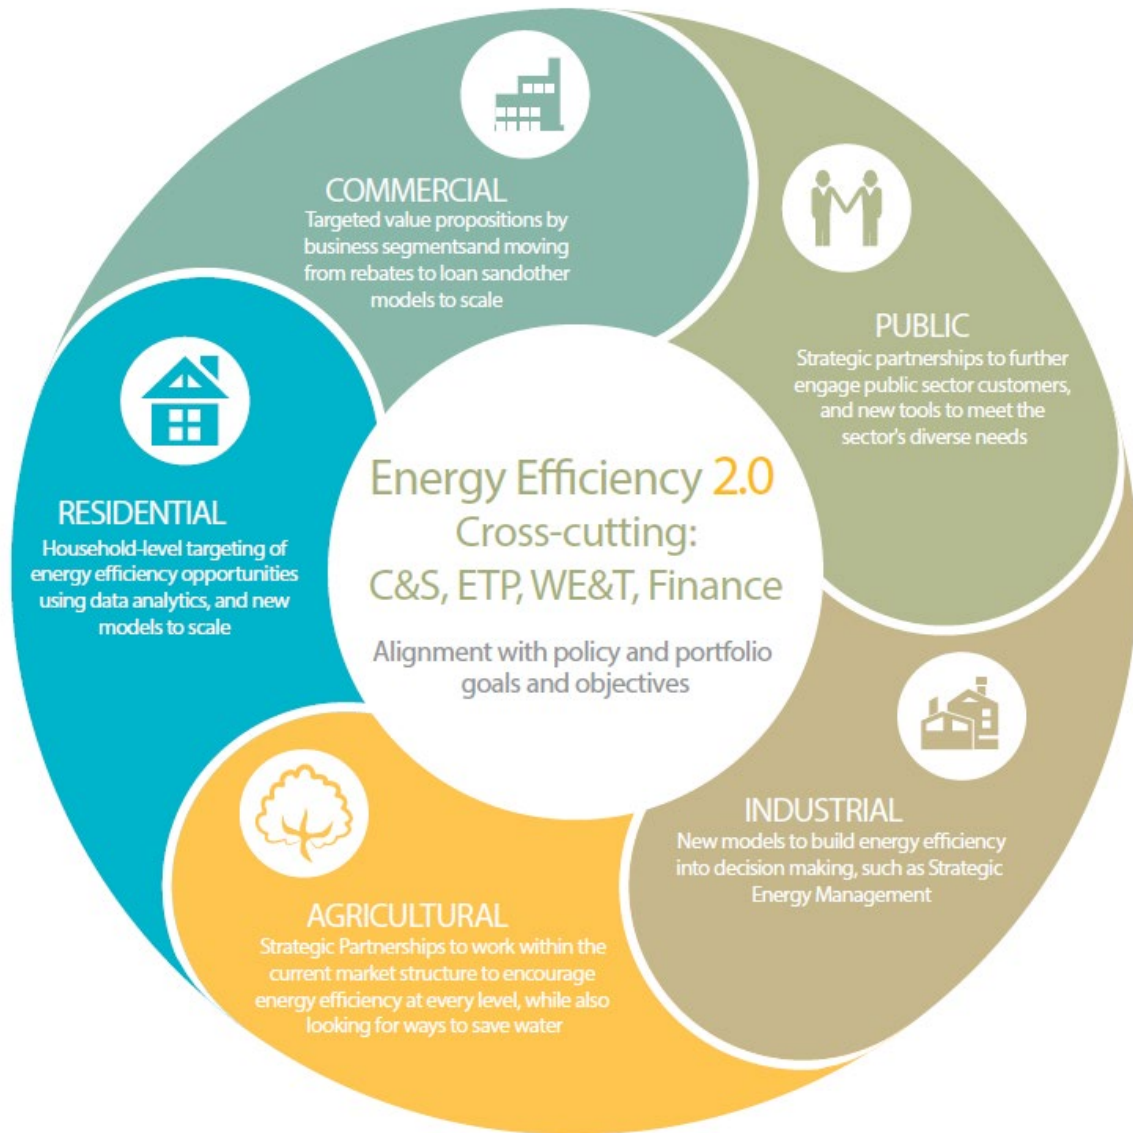 COMMERCIAL
Targeted value propositions by
business segmentsand moving
from rebates to loan sandother
models to scale
PUBLIC
Strategic partnerships to further
engage public sector customers,
and new tools to meet the
sector's diverse needs
RESIDENTIAL
Household-level targeting of
energy efficiency opportunities
using data analytics, and new
models to scale
Energy Efficiency 2.0
Cross-cutting:
C&S, ETP, WE&T, Finance
Alignment with policy and portfolio
goals and objectives
INDUSTRIAL
New models to build energy efficiency
into decision making, such as Strategic
Energy Management
AGRICULTURAL
Strategic Partnerships to work within the
current market structure to encourage
energy efficiency at every level, while also
looking for ways to save water